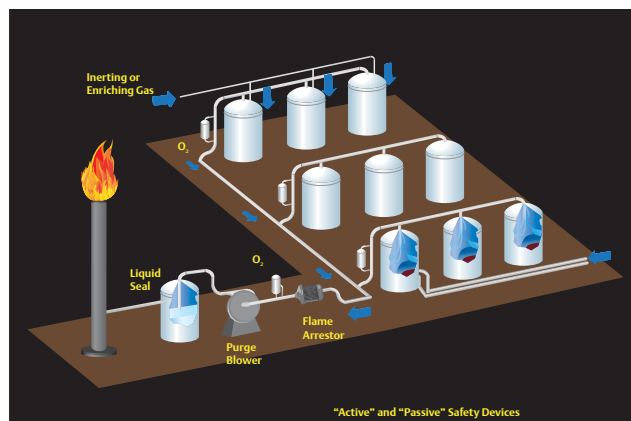 Inerting or
Enriching Gas
O₂
O₂
Liquid
Seal
Flame
Arrestor
Purge
Blower
“Active” and “Passive” Safety Devices